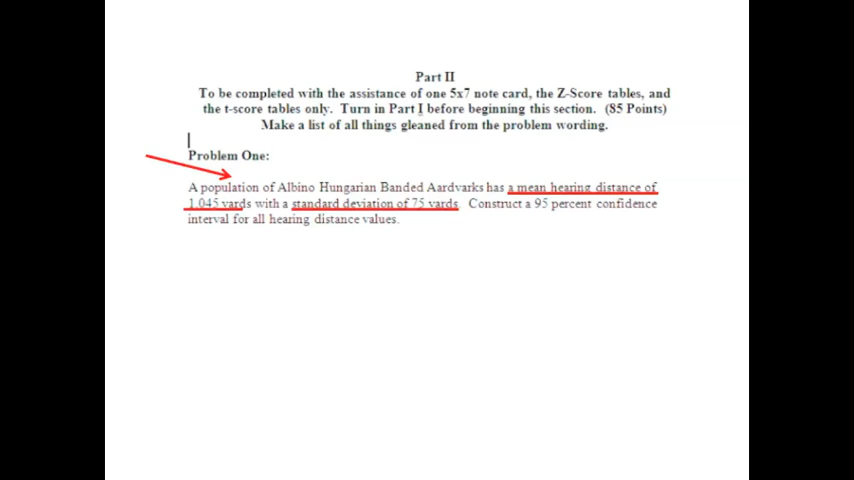 Part II
To be completed with the assistance of one 5x7 note card, the Z-Score tables, and
the t-score tables only. Turn in Part I before beginning this section. (85 Points)
Make a list of all things gleaned from the problem wording.
Problem One:
A population of Albino Hungarian Banded Aardvarks has a mean hearing distance of
1,045 yards with a standard deviation of 75 yards. Construct a 95 percent confidence
interval for all hearing distance values.